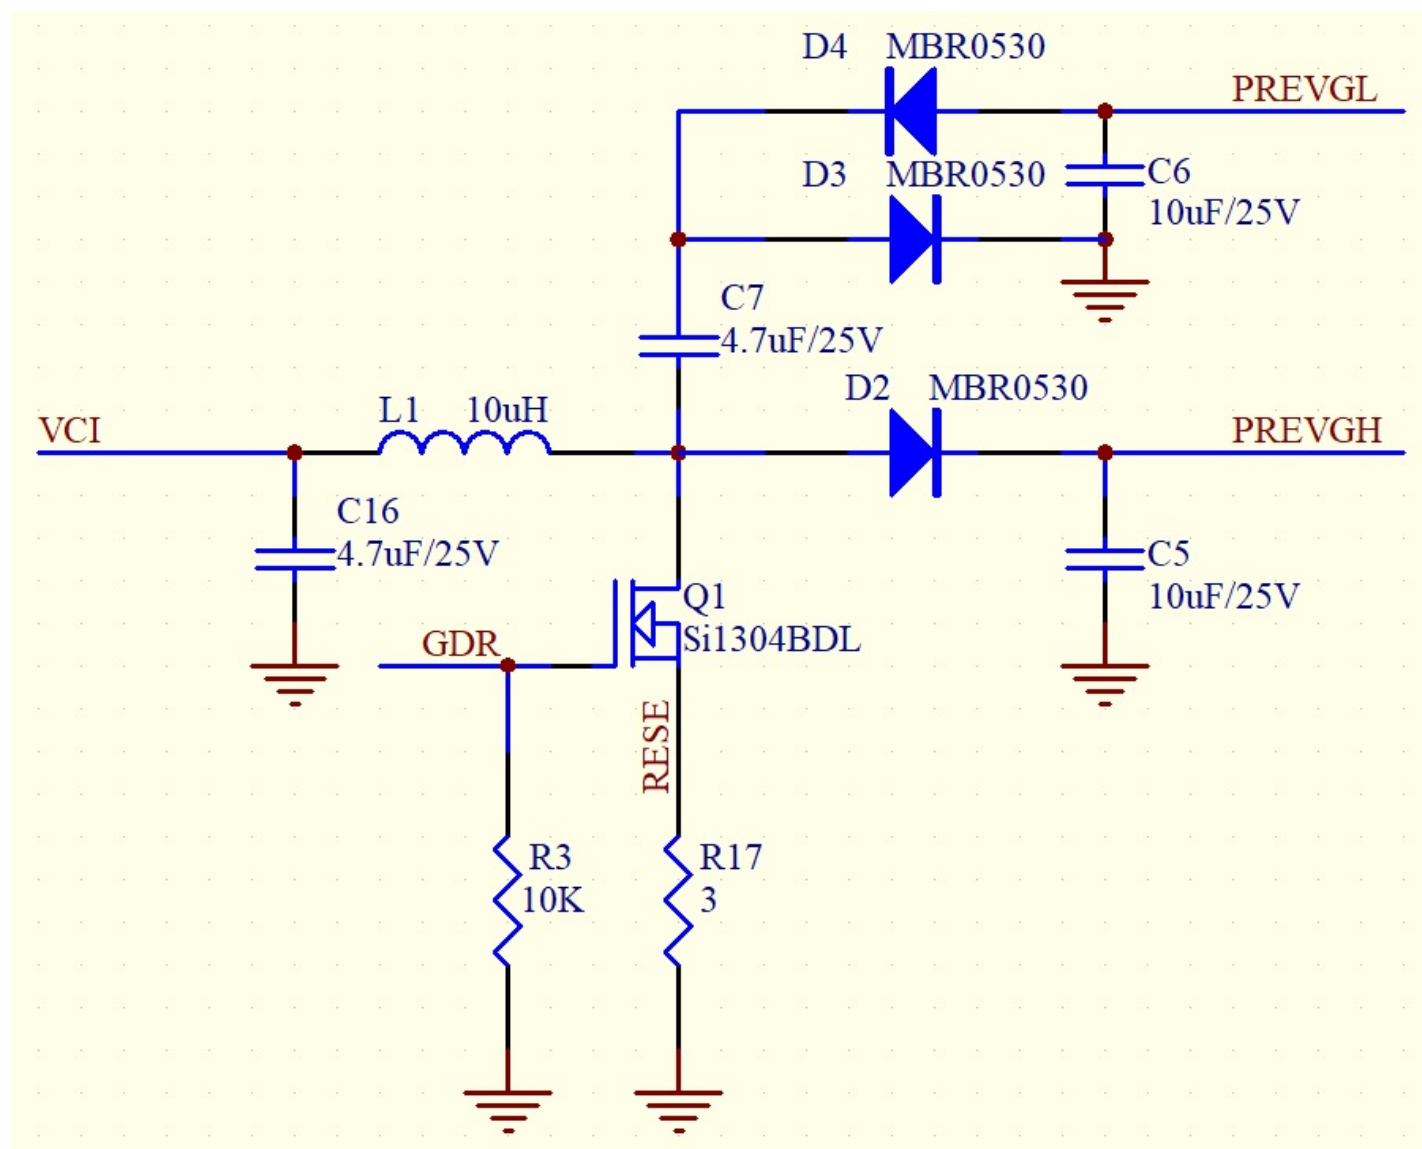 D4 MBR0530
PREVGL
D3 MBR0530
C6
10uF/25V
C7
4.7uF/25V
D2 MBR0530
L1 10uH
VCI
PREVGH
C16
4.7uF/25V
C5
10uF/25V
Q1
Si1304BDL
GDR
RESE
R3
10K
R17
3